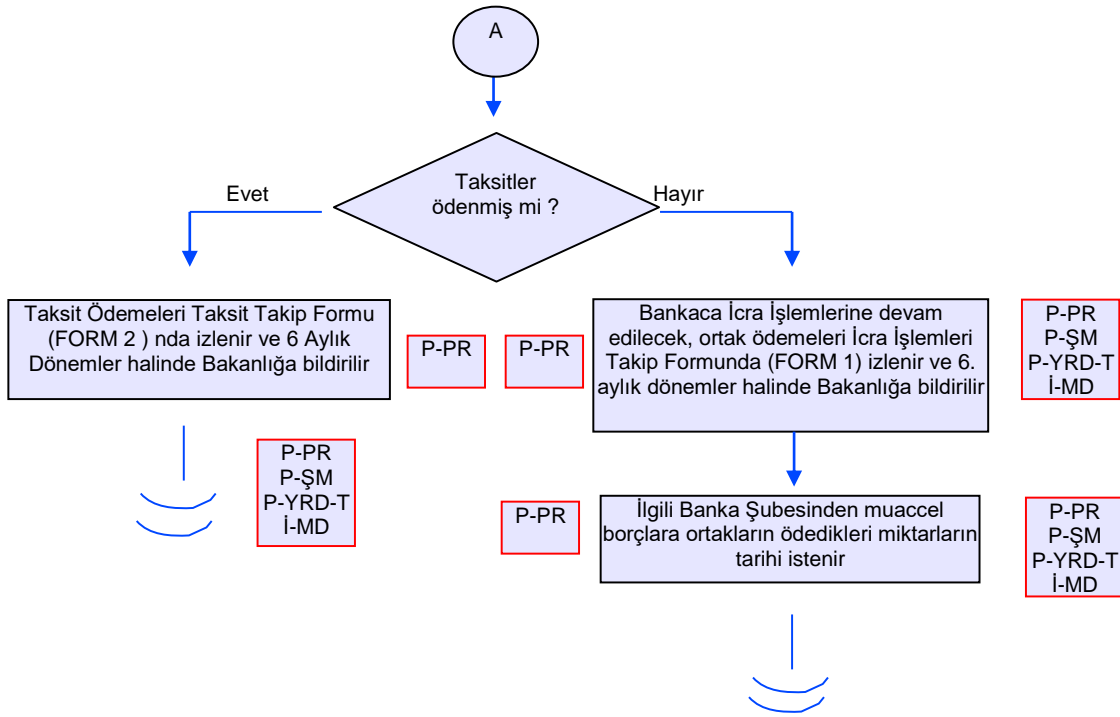 A
Taksitler
ödenmiş mi ?
Evet
Hayır
Taksit Ödemeleri Taksit Takip Formu
(FORM 2 ) nda izlenir ve 6 Aylık
Dönemler halinde Bakanlığa bildirilir
P-PR
P-PR
Bankaca İcra İşlemlerine devam
edilecek, ortak ödemeleri İcra İşlemleri
Takip Formunda (FORM 1) izlenir ve 6.
aylık dönemler halinde Bakanlığa bildirilir
P-PR
P-ŞM
P-YRD-T
İ-MD
P-PR
P-ŞM
P-YRD-T
İ-MD
P-PR
İlgili Banka Şubesinden muaccel
borçlara ortakların ödedikleri miktarların
tarihi istenir
P-PR
P-ŞM
P-YRD-T
İ-MD